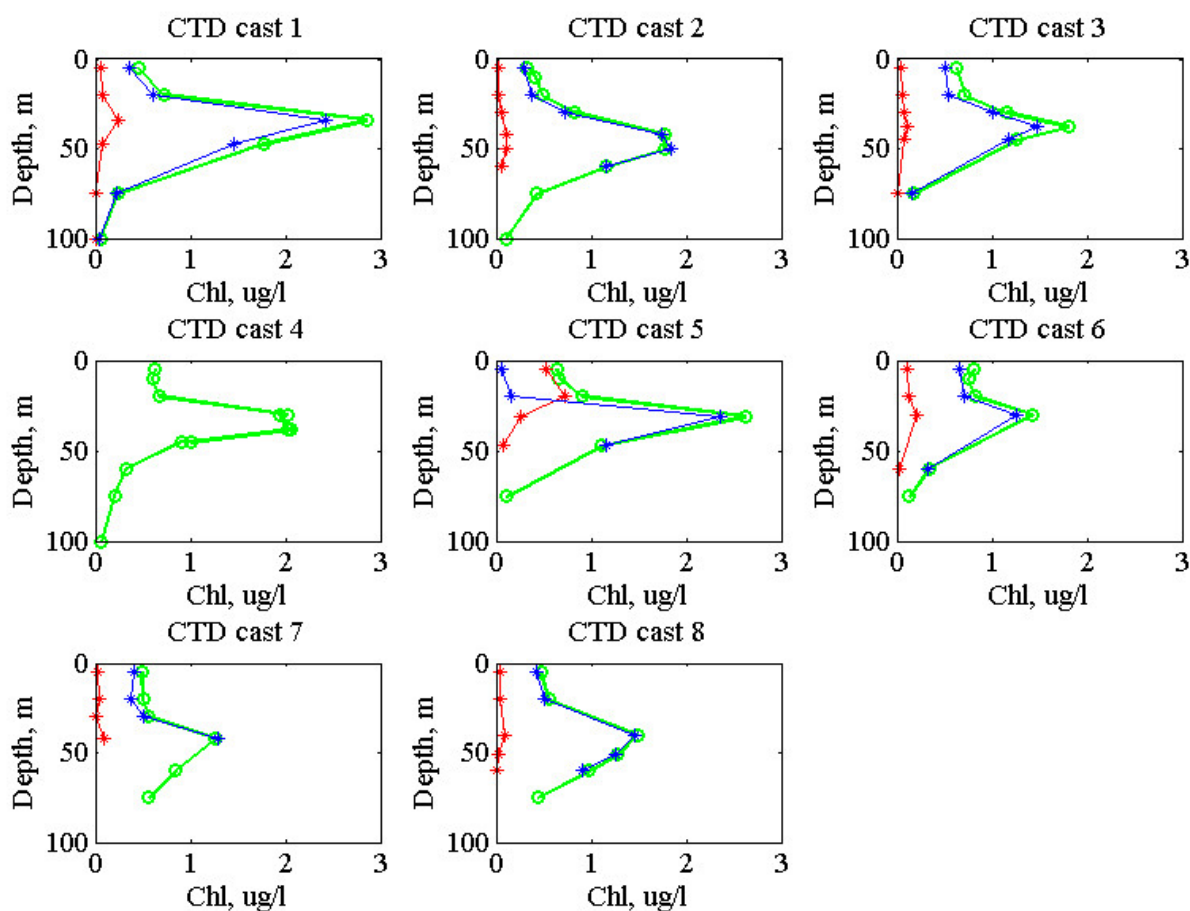 CTD cast 1
CTD cast 2
CTD cast 3
0
0
0
Depth, m
50
Depth, m
50
Depth, m
50
100
100
100
0 1 2 3
0 1 2 3
0 1 2 3
Chl, ug/l
Chl, ug/l
Chl, ug/l
CTD cast 4
CTD cast 5
CTD cast 6
0
0
0
Depth, m
50
Depth, m
50
Depth, m
50
100
100
100
0 1 2 3
0 1 2 3
0 1 2 3
Chl, ug/l
Chl, ug/l
Chl, ug/l
CTD cast 7
CTD cast 8
0
0
Depth, m
50
Depth, m
50
100
100
0 1 2 3
0 1 2 3
Chl, ug/l
Chl, ug/l